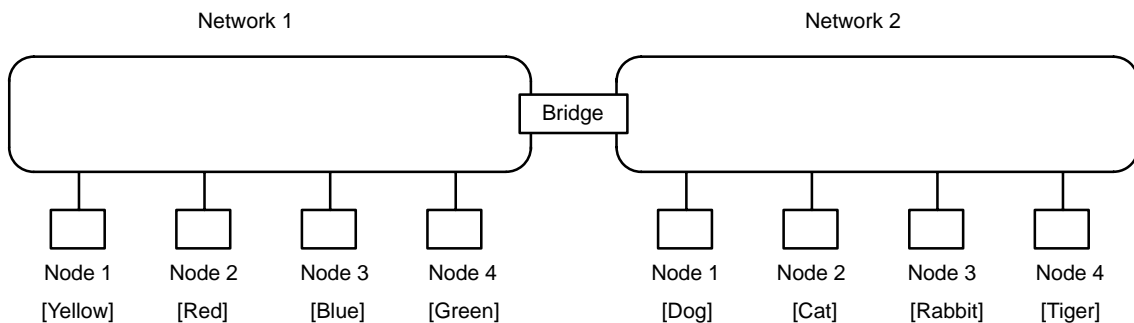 Network 1 Network 2
Bridge
Node 1 Node 2 Node 3 Node 4 Node 1 Node 2 Node 3 Node 4
[Yellow] [Red] [Blue] [Green] [Dog] [Cat] [Rabbit] [Tiger]